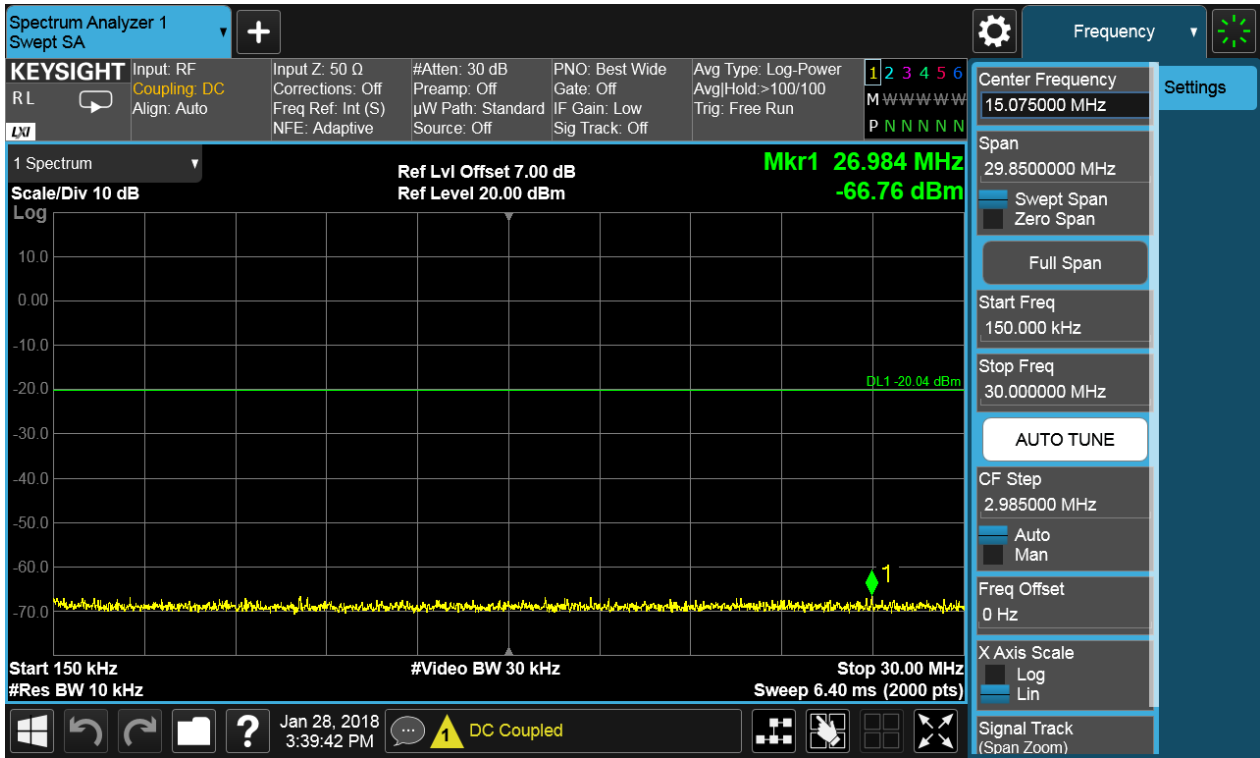 Spectrum Analyzer 1
Swept SA
Frequency
KEYSIGHT
R L
LXI
Input: RF
Coupling: DC
Align: Auto
Input Z: 50 Ω
Corrections: Off
Freq Ref: Int (S)
NFE: Adaptive
#Atten: 30 dB
Preamp: Off
µW Path: Standard
Source: Off
PNO: Best Wide
Gate: Off
IF Gain: Low
Sig Track: Off
Avg Type: Log-Power
Avg|Hold:>100/100
Trig: Free Run
1 2 3 4 5 6
M W W W W W
P N N N N N
1 Spectrum
Scale/Div 10 dB
Ref Lvl Offset 7.00 dB
Ref Level 20.00 dBm
Mkr1 26.984 MHz
-66.76 dBm
Log
10.0
0.00
-10.0
-20.0
-30.0
-40.0
-50.0
-60.0
-70.0
DL1 -20.04 dBm
1
Start 150 kHz
#Res BW 10 kHz
#Video BW 30 kHz
Stop 30.00 MHz
Sweep 6.40 ms (2000 pts)
Center Frequency
15.075000 MHz
Settings
Span
29.8500000 MHz
Swept Span
Zero Span
Full Span
Start Freq
150.000 kHz
Stop Freq
30.000000 MHz
AUTO TUNE
CF Step
2.985000 MHz
Auto
Man
Freq Offset
0 Hz
X Axis Scale
Log
Lin
Signal Track
(Span Zoom)
?
Jan 28, 2018
3:39:42 PM
1
DC Coupled